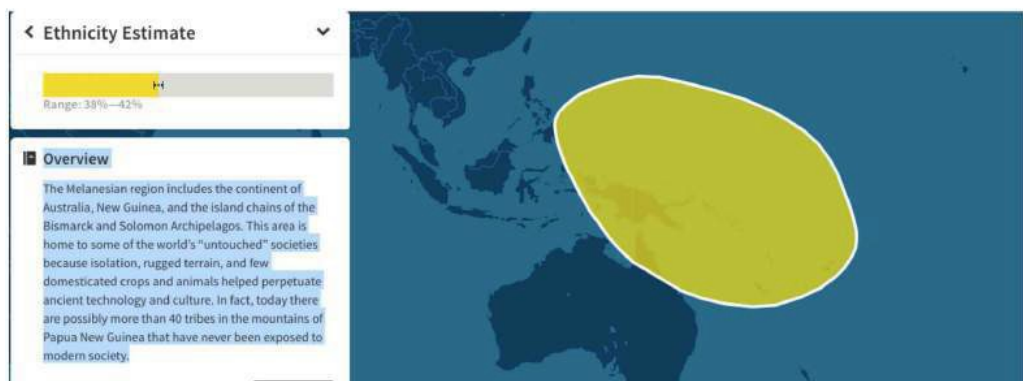 Ethnicity Estimate
Range: 38%—42%
Overview
The Melanesian region includes the continent of
Australia, New Guinea, and the island chains of the
Bismarck and Solomon Archipelagos. This area is
home to some of the world's “untouched” societies
because isolation, rugged terrain, and few
domesticated crops and animals helped perpetuate
ancient technology and culture. In fact, today there
are possibly more than 40 tribes in the mountains of
Papua New Guinea that have never been exposed to
modern society.